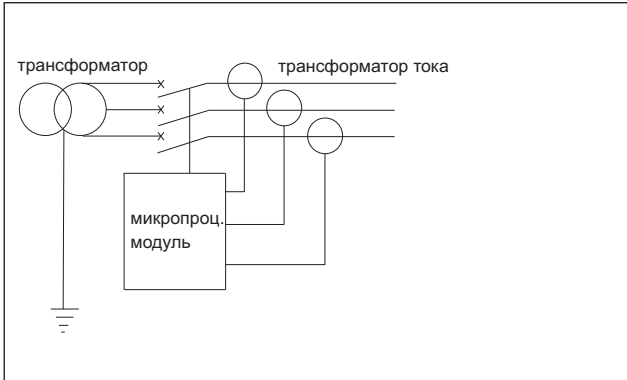 трансформатор
трансформатор тока
микропроц.
модуль